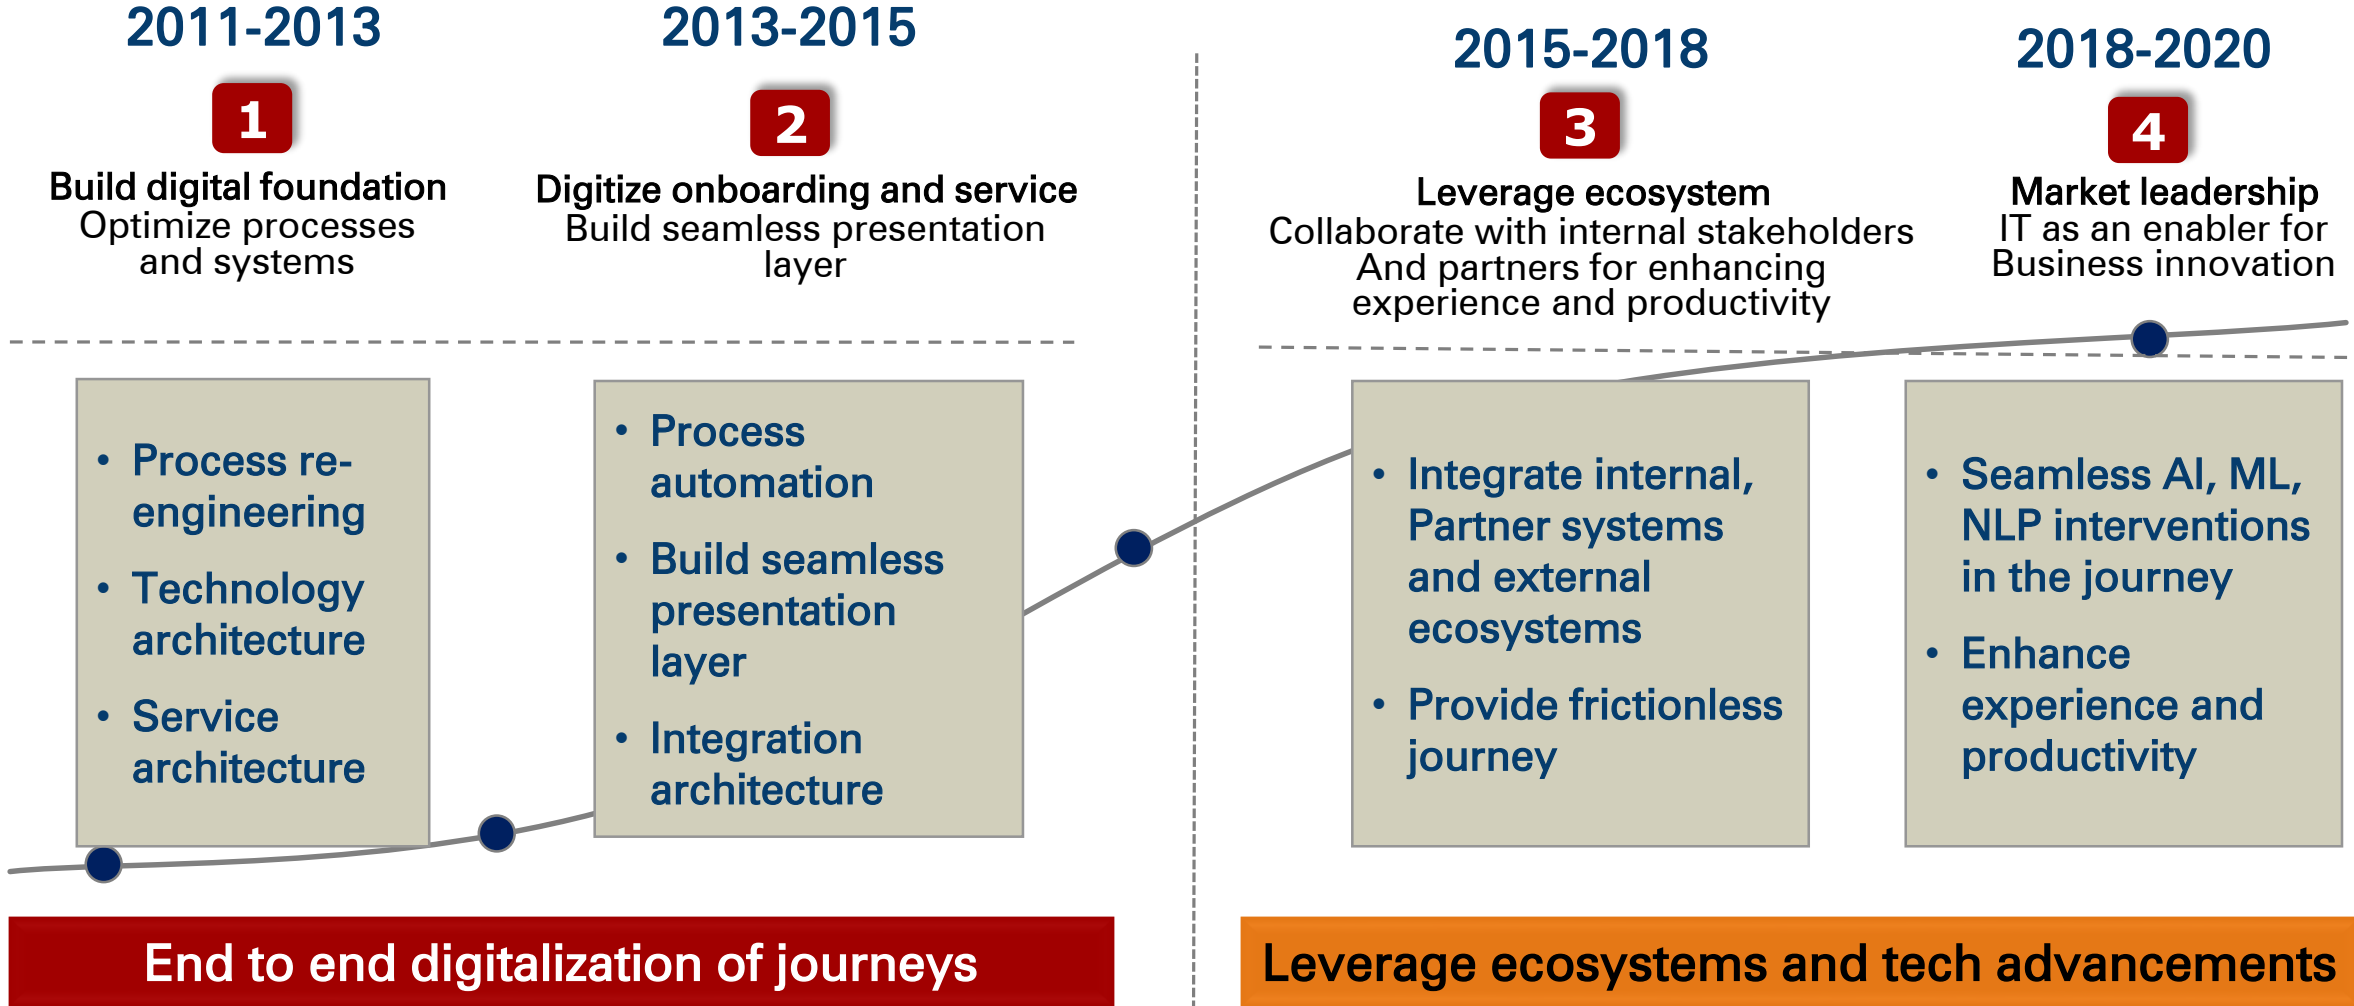 2011-2013
1
Build digital foundation
Optimize processes
and systems
2013-2015
2
Digitize onboarding and service
Build seamless presentation
layer
2015-2018
3
Leverage ecosystem
Collaborate with internal stakeholders
And partners for enhancing
experience and productivity
2018-2020
4
Market leadership
IT as an enabler for
Business innovation
• Process re-
engineering
• Technology
architecture
• Service
architecture
• Process
automation
• Build seamless
presentation
layer
• Integration
architecture
• Integrate internal,
Partner systems
and external
ecosystems
• Provide frictionless
journey
• Seamless AI, ML,
NLP interventions
in the journey
• Enhance
experience and
productivity
End to end digitalization of journeys
Leverage ecosystems and tech advancements